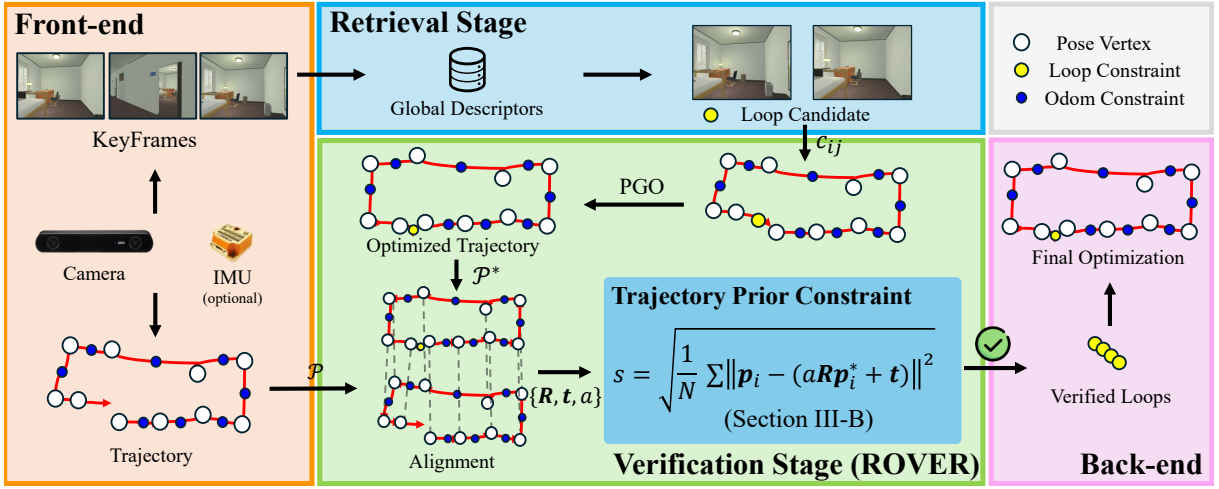 Front-end
KeyFrames
Camera
IMU
(optional)
Trajectory
Retrieval Stage
Global Descriptors
Loop Candidate
Pose Vertex
Loop Constraint
Odom Constraint
c_{ij}
PGO
Optimized Trajectory
𝒫*
𝒫
Alignment
{R, t, a}
Trajectory Prior Constraint
s = √(1/N ∑‖p_i − (aRp_i^* + t)‖²)
(Section III-B)
Verification Stage (ROVER)
Final Optimization
Verified Loops
Back-end